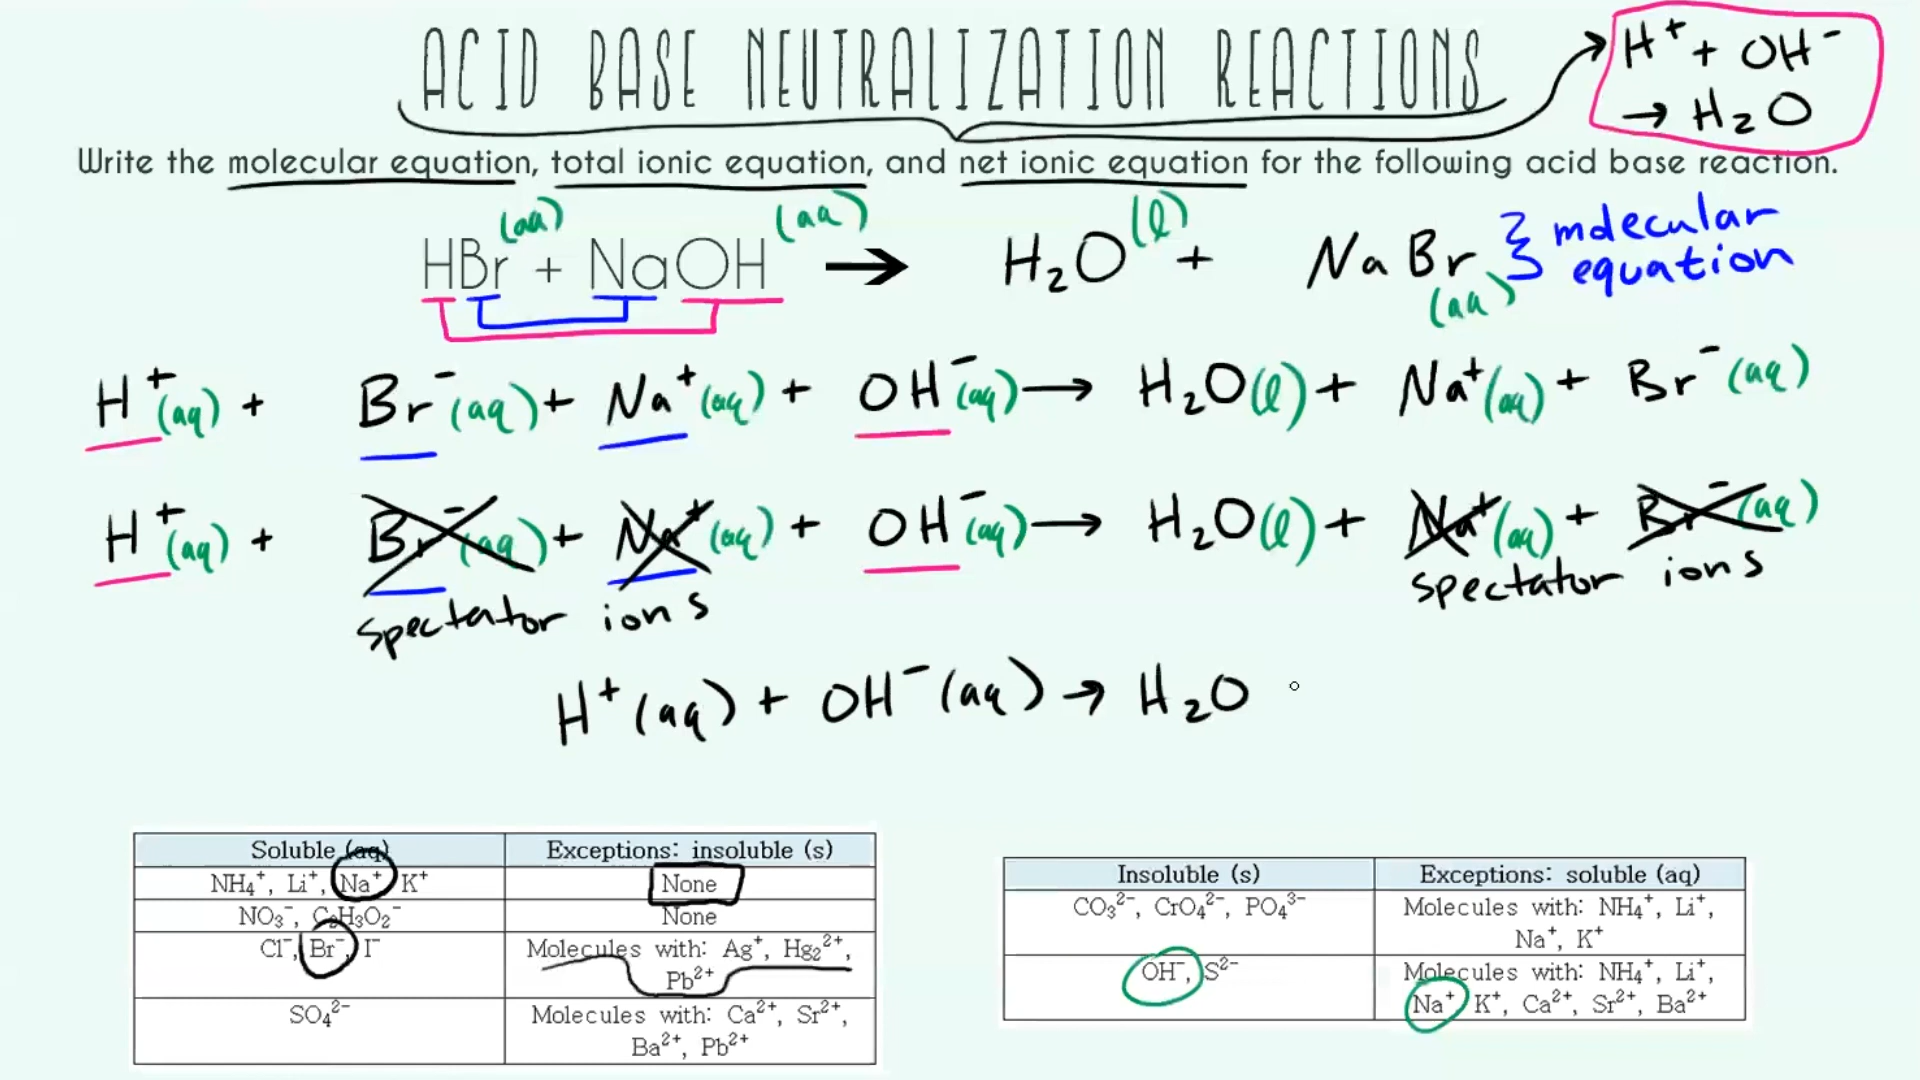 ACID BASE NEUTRALIZATION REACTIONS
H⁺ + OH⁻
→ H₂O
Write the molecular equation, total ionic equation, and net ionic equation for the following acid base reaction.
HBr (aq) + NaOH (aq) → H₂O (l) + NaBr (aq) } molecular equation
H⁺(aq) + Br⁻(aq) + Na⁺(aq) + OH⁻(aq) → H₂O(l) + Na⁺(aq) + Br⁻(aq)
H⁺(aq) + Br⁻(aq) + Na⁺(aq) + OH⁻(aq) → H₂O(l) + Na⁺(aq) + Br⁻(aq)
spectator ions
spectator ions
H⁺(aq) + OH⁻(aq) → H₂O
Soluble (aq) Exceptions: insoluble (s)
NH₄⁺, Li⁺, Na⁺ K⁺ None
NO₃⁻, C₂H₃O₂⁻ None
Cl⁻, Br⁻, I⁻ Molecules with: Ag⁺, Hg₂²⁺,
Pb²⁺
SO₄²⁻ Molecules with: Ca²⁺, Sr²⁺,
Ba²⁺, Pb²⁺
Insoluble (s) Exceptions: soluble (aq)
CO₃²⁻, CrO₄²⁻, PO₄³⁻ Molecules with: NH₄⁺, Li⁺,
Na⁺, K⁺
OH⁻, S²⁻ Molecules with: NH₄⁺, Li⁺,
Na⁺ K⁺, Ca²⁺, Sr²⁺, Ba²⁺